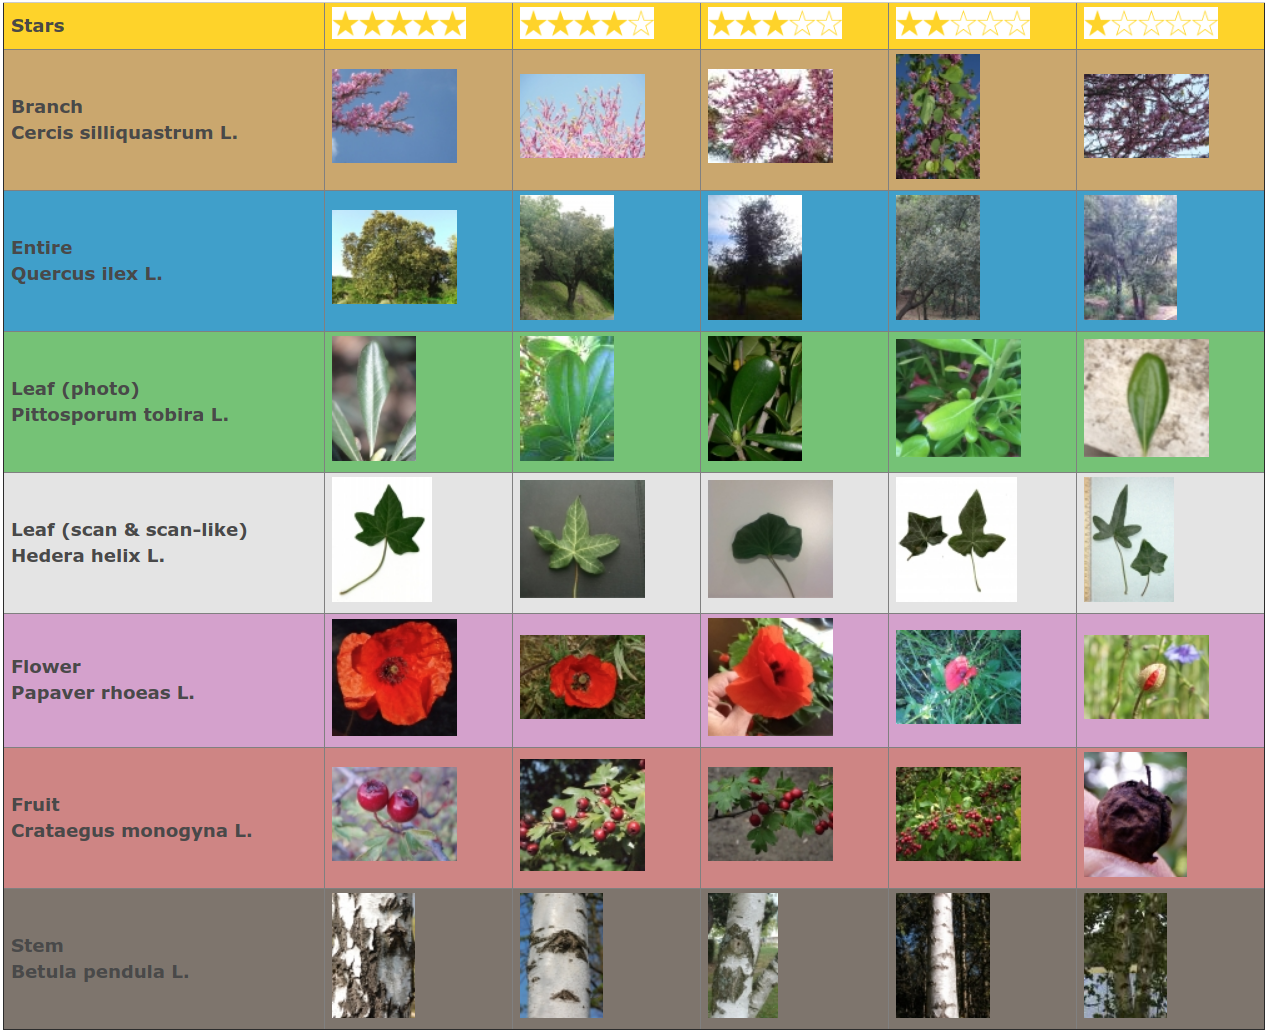 Stars
Branch
Cercis silliquastrum L.
Entire
Quercus ilex L.
Leaf (photo)
Pittosporum tobira L.
Leaf (scan & scan-like)
Hedera helix L.
Flower
Papaver rhoeas L.
Fruit
Crataegus monogyna L.
Stem
Betula pendula L.